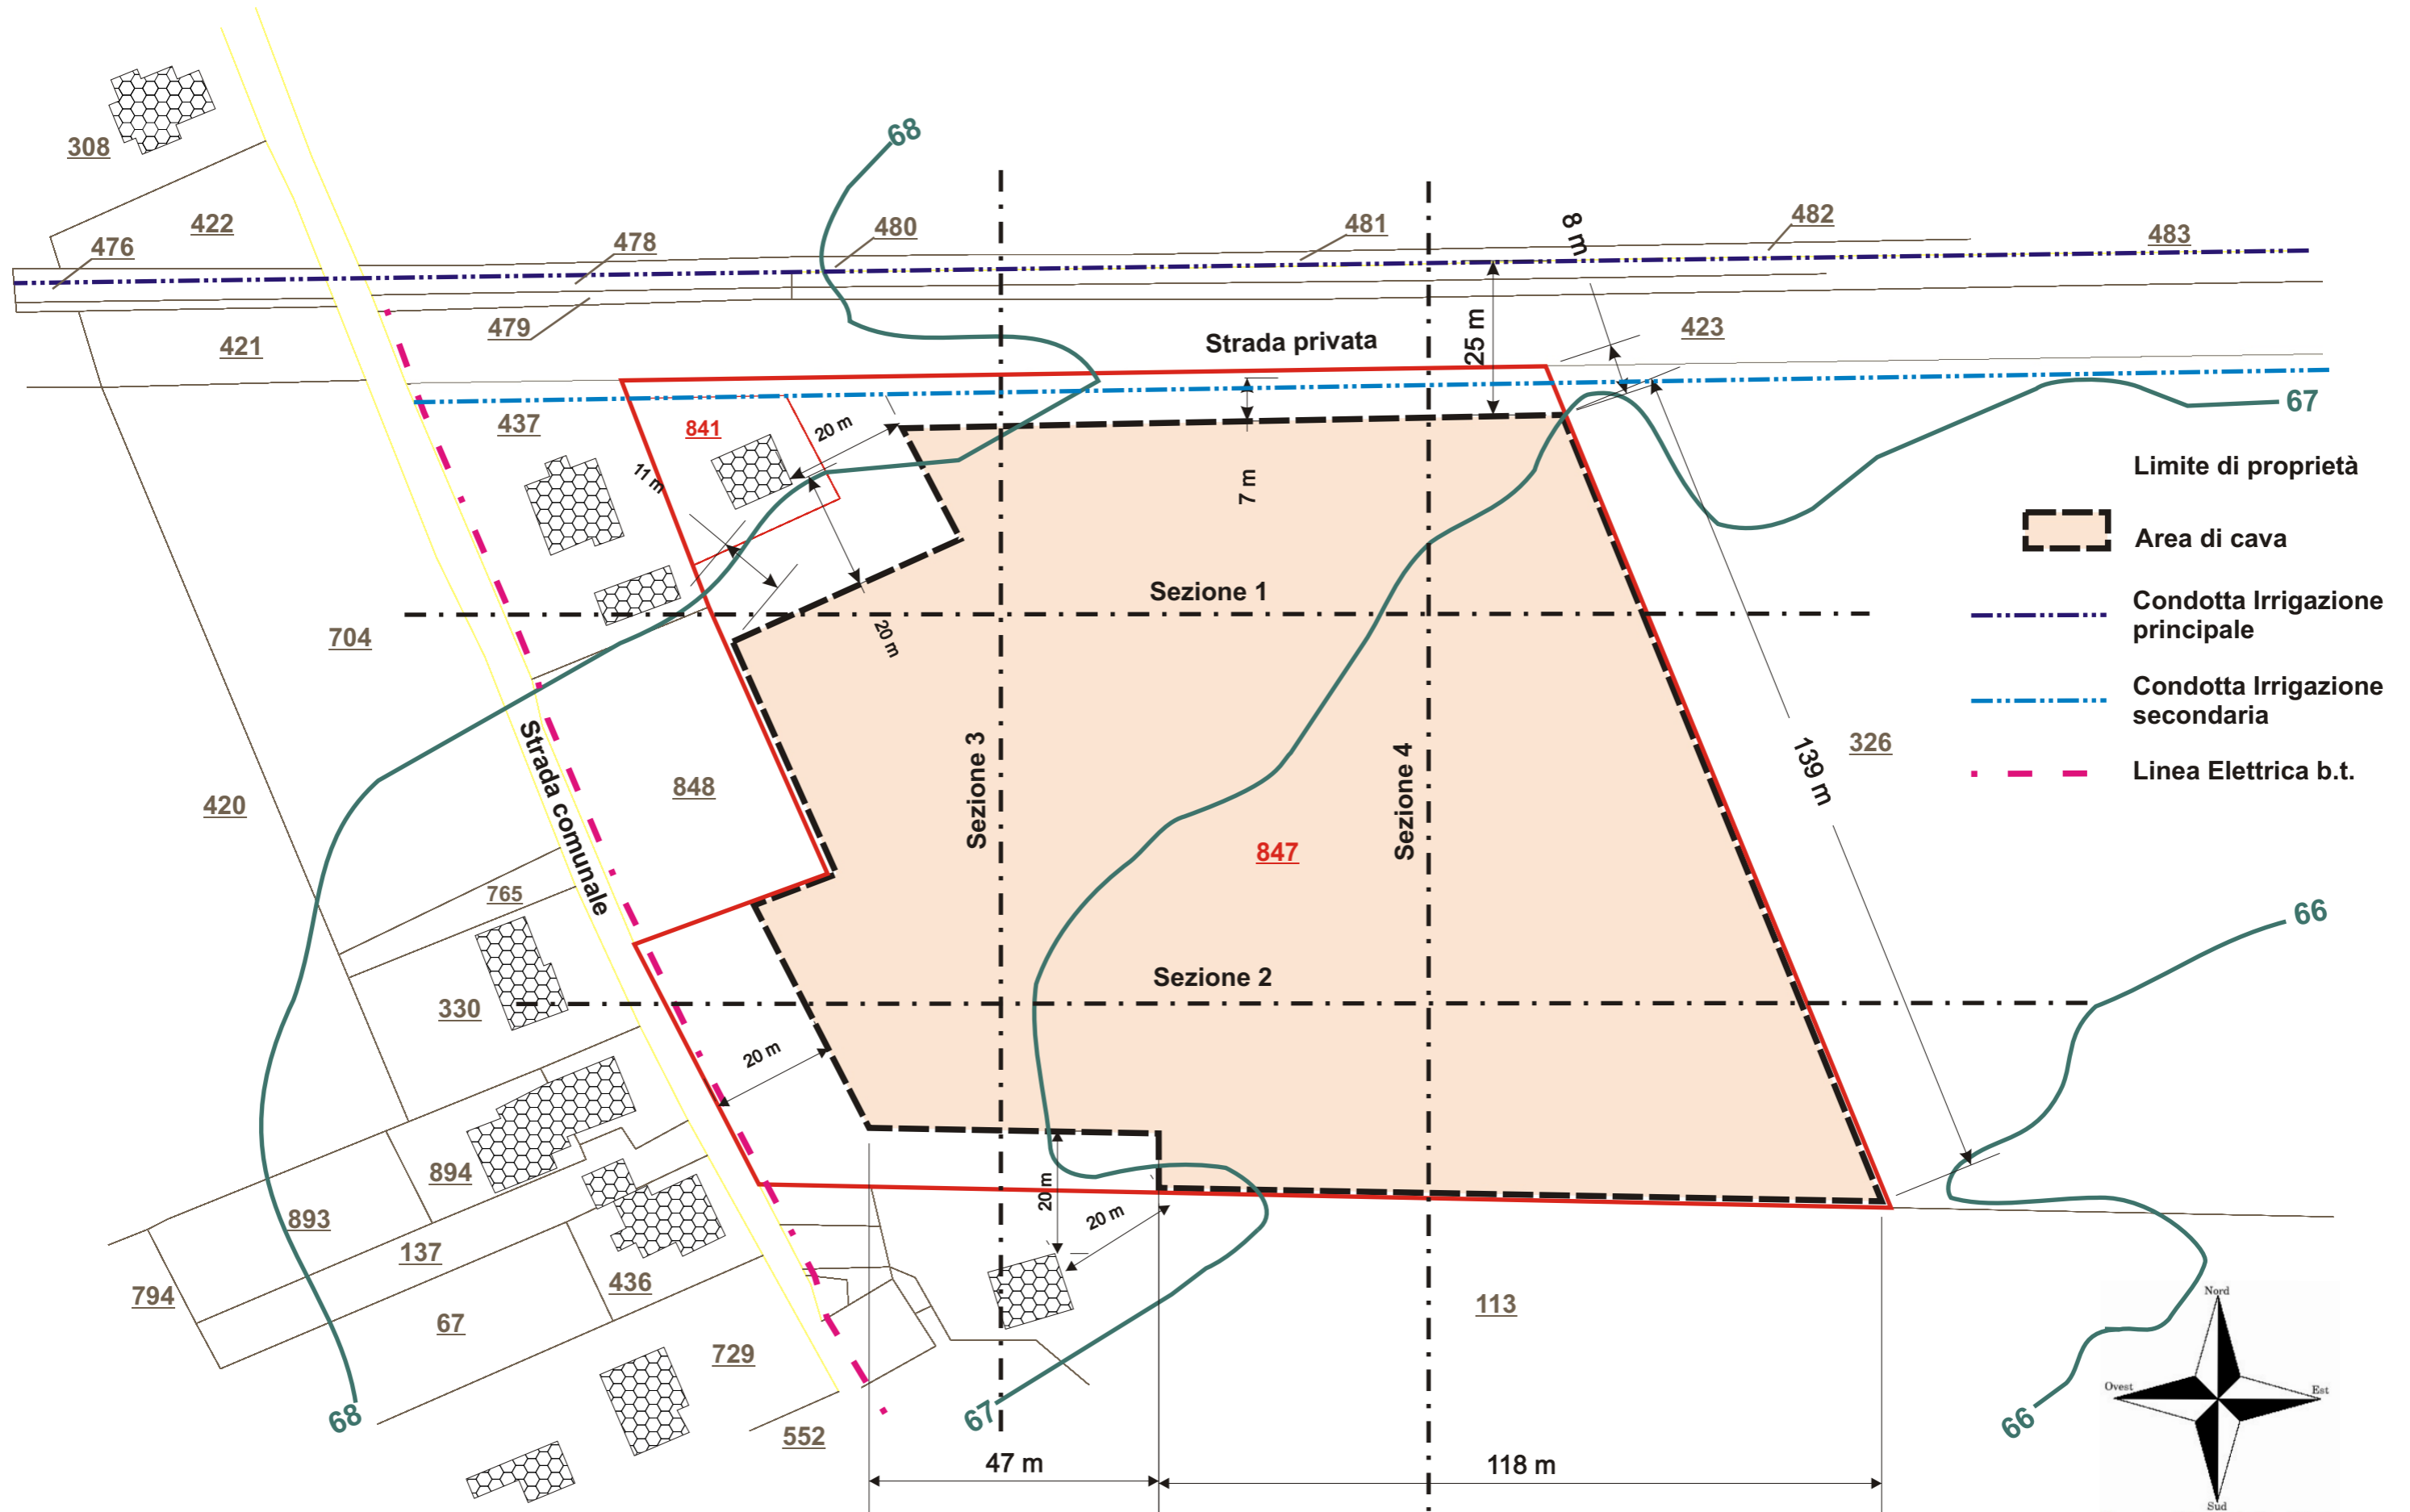 68
308
422
476
478
480
481
482
483
8 m
479
421
Strada privata
25 m
423
67
437
841
20 m
11 m
7 m
Limite di proprietà
Area di cava
Sezione 1
Condotta Irrigazione
principale
704
20 m
Condotta Irrigazione
secondaria
Strada comunale
848
Sezione 3
Sezione 4
139 m
326
Linea Elettrica b.t.
420
847
765
66
330
Sezione 2
20 m
894
20 m
20 m
893
137
436
794
67
113
Nord
Ovest
Est
Sud
729
68
67
66
552
47 m
118 m